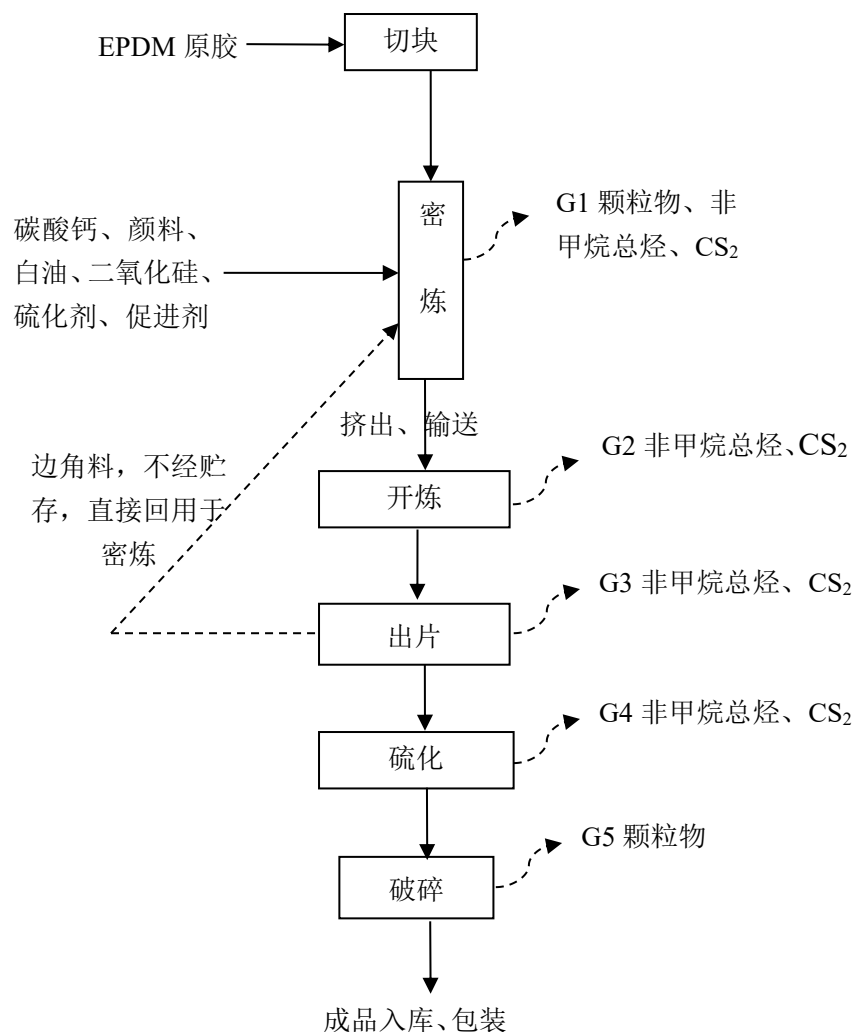 EPDM 原胶
切块
密
炼
G1 颗粒物、非
甲烷总烃、CS₂
碳酸钙、颜料、
白油、二氧化硅、
硫化剂、促进剂
挤出、输送
边角料，不经贮
存，直接回用于
密炼
G2 非甲烷总烃、CS₂
开炼
G3 非甲烷总烃、CS₂
出片
G4 非甲烷总烃、CS₂
硫化
G5 颗粒物
破碎
成品入库、包装